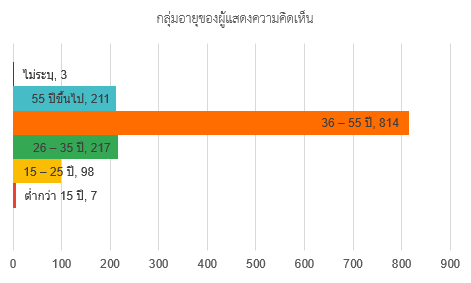 กลุ่มอายุของผู้แสดงความคิดเห็น
ไม่ระบุ, 3
55 ปีขึ้นไป, 211
36 – 55 ปี, 814
26 – 35 ปี, 217
15 – 25 ปี, 98
ต่ำกว่า 15 ปี, 7
0 100 200 300 400 500 600 700 800 900